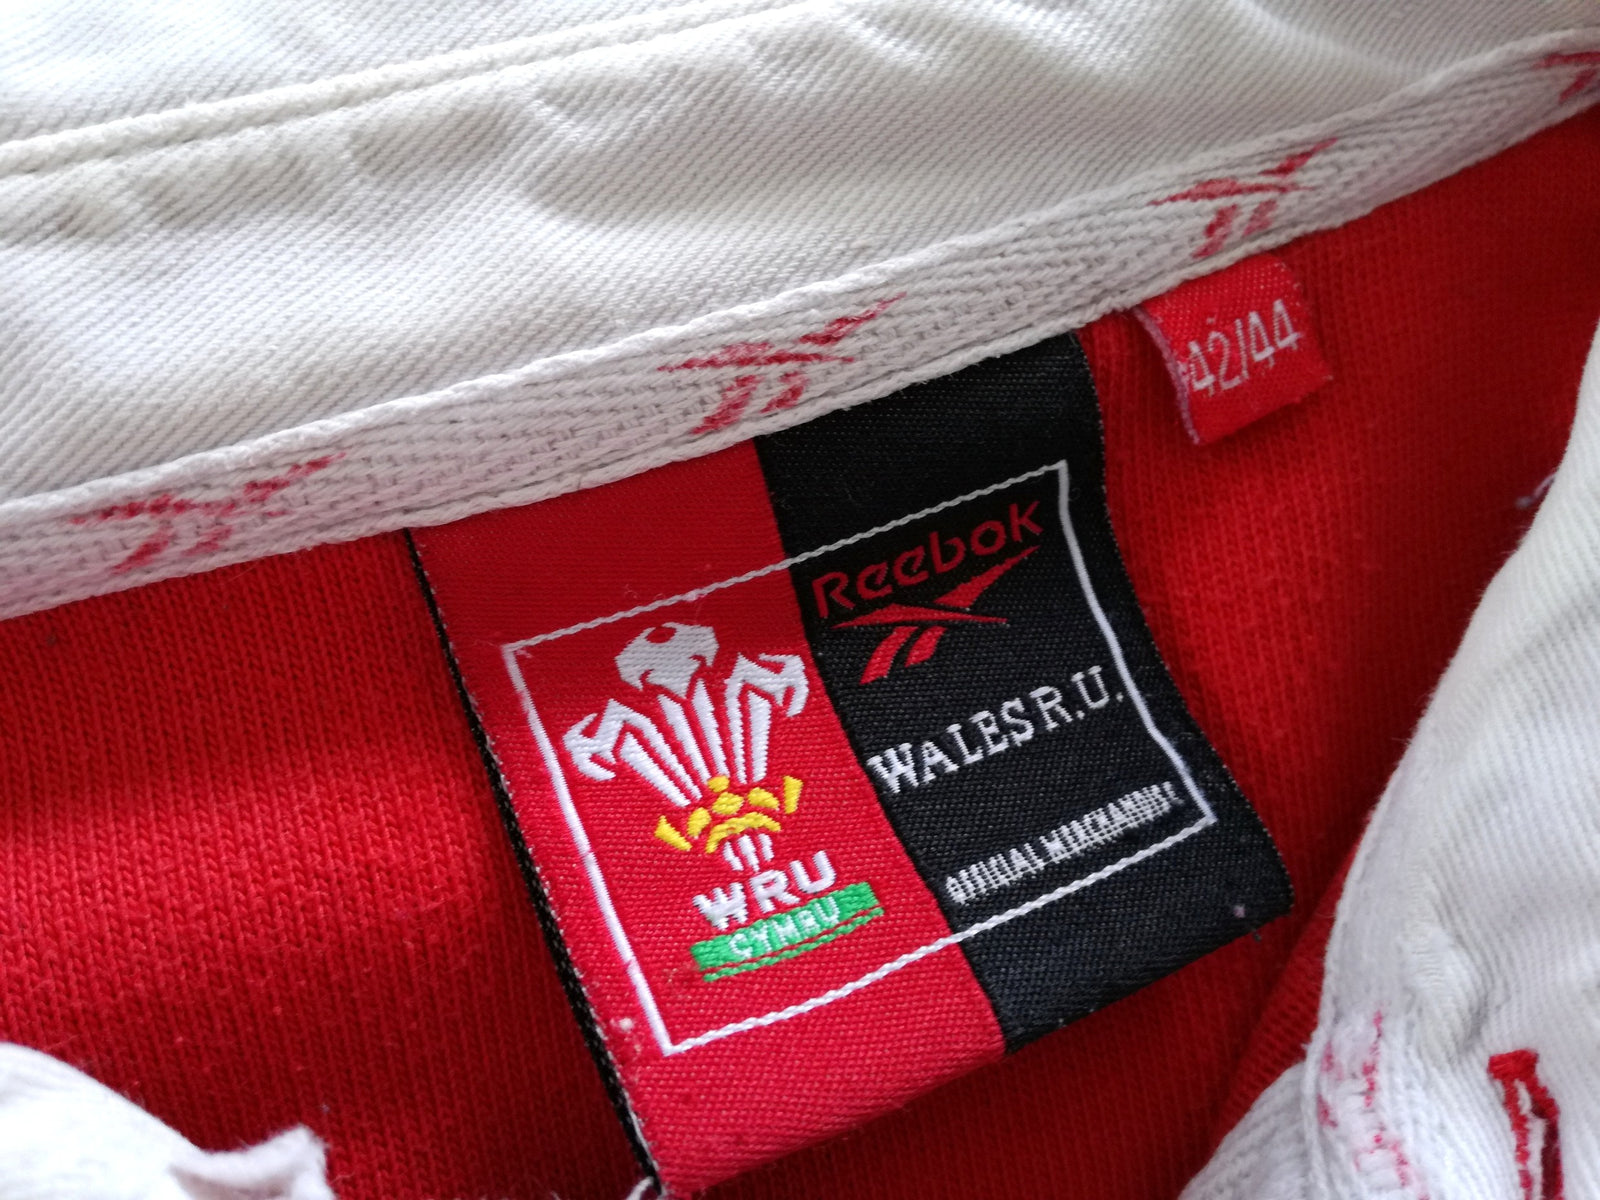 42/44
Reebok
WALES R.U.
OFFICIAL MERCHANDISE
WRU
CYMRU